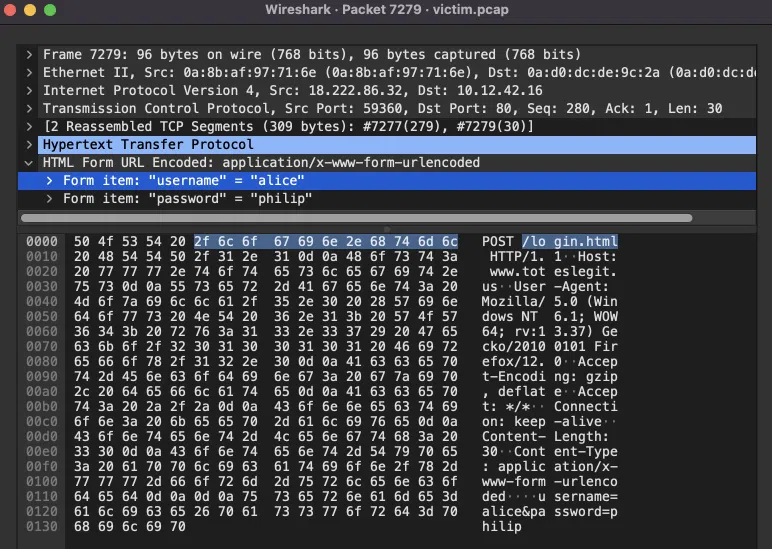 Wireshark · Packet 7279 · victim.pcap
Frame 7279: 96 bytes on wire (768 bits), 96 bytes captured (768 bits)
Ethernet II, Src: 0a:8b:af:97:71:6e (0a:8b:af:97:71:6e), Dst: 0a:d0:dc:de:9c:2a (0a:d0:dc:de
Internet Protocol Version 4, Src: 18.222.86.32, Dst: 10.12.42.16
Transmission Control Protocol, Src Port: 59360, Dst Port: 80, Seq: 280, Ack: 1, Len: 30
[2 Reassembled TCP Segments (309 bytes): #7277(279), #7279(30)]
Hypertext Transfer Protocol
HTML Form URL Encoded: application/x-www-form-urlencoded
Form item: "username" = "alice"
Form item: "password" = "philip"
0000 50 4f 53 54 20 2f 6c 6f 67 69 6e 2e 68 74 6d 6c POST /lo gin.html
0010 20 48 54 54 50 2f 31 2e 31 0d 0a 48 6f 73 74 3a HTTP/1. 1··Host:
0020 20 77 77 77 2e 74 6f 74 65 73 6c 65 67 69 74 2e www.tot eslegit.
0030 75 73 0d 0a 55 73 65 72 2d 41 67 65 6e 74 3a 20 us··User -Agent:
0040 4d 6f 7a 69 6c 6c 61 2f 35 2e 30 20 28 57 69 6e Mozilla/ 5.0 (Win
0050 64 6f 77 73 20 4e 54 20 36 2e 31 3b 20 57 4f 57 dows NT 6.1; WOW
0060 36 34 3b 20 72 76 3a 31 33 2e 33 37 29 20 47 65 64; rv:1 3.37) Ge
0070 63 6b 6f 2f 32 30 31 30 30 31 30 31 20 46 69 72 cko/2010 0101 Fir
0080 65 66 6f 78 2f 31 32 2e 30 0d 0a 41 63 63 65 70 efox/12. 0··Accep
0090 74 2d 45 6e 63 6f 64 69 6e 67 3a 20 67 7a 69 70 t-Encodi ng: gzip
00a0 2c 20 64 65 66 6c 61 74 65 0d 0a 41 63 63 65 70 , deflat e··Accep
00b0 74 3a 20 2a 2f 2a 0d 0a 43 6f 6e 6e 65 63 74 69 t: */*·· Connecti
00c0 6f 6e 3a 20 6b 65 65 70 2d 61 6c 69 76 65 0d 0a on: keep -alive··
00d0 43 6f 6e 74 65 6e 74 2d 4c 65 6e 67 74 68 3a 20 Content- Length:
00e0 33 30 0d 0a 43 6f 6e 74 65 6e 74 2d 54 79 70 65 30··Cont ent-Type
00f0 3a 20 61 70 70 6c 69 63 61 74 69 6f 6e 2f 78 2d : applic ation/x-
0100 77 77 77 2d 66 6f 72 6d 2d 75 72 6c 65 6e 63 6f www-form -urlenco
0110 64 65 64 0d 0a 0d 0a 75 73 65 72 6e 61 6d 65 3d ded····u sername=
0120 61 6c 69 63 65 26 70 61 73 73 77 6f 72 64 3d 70 alice&pa ssword=p
0130 68 69 6c 69 70 hilip